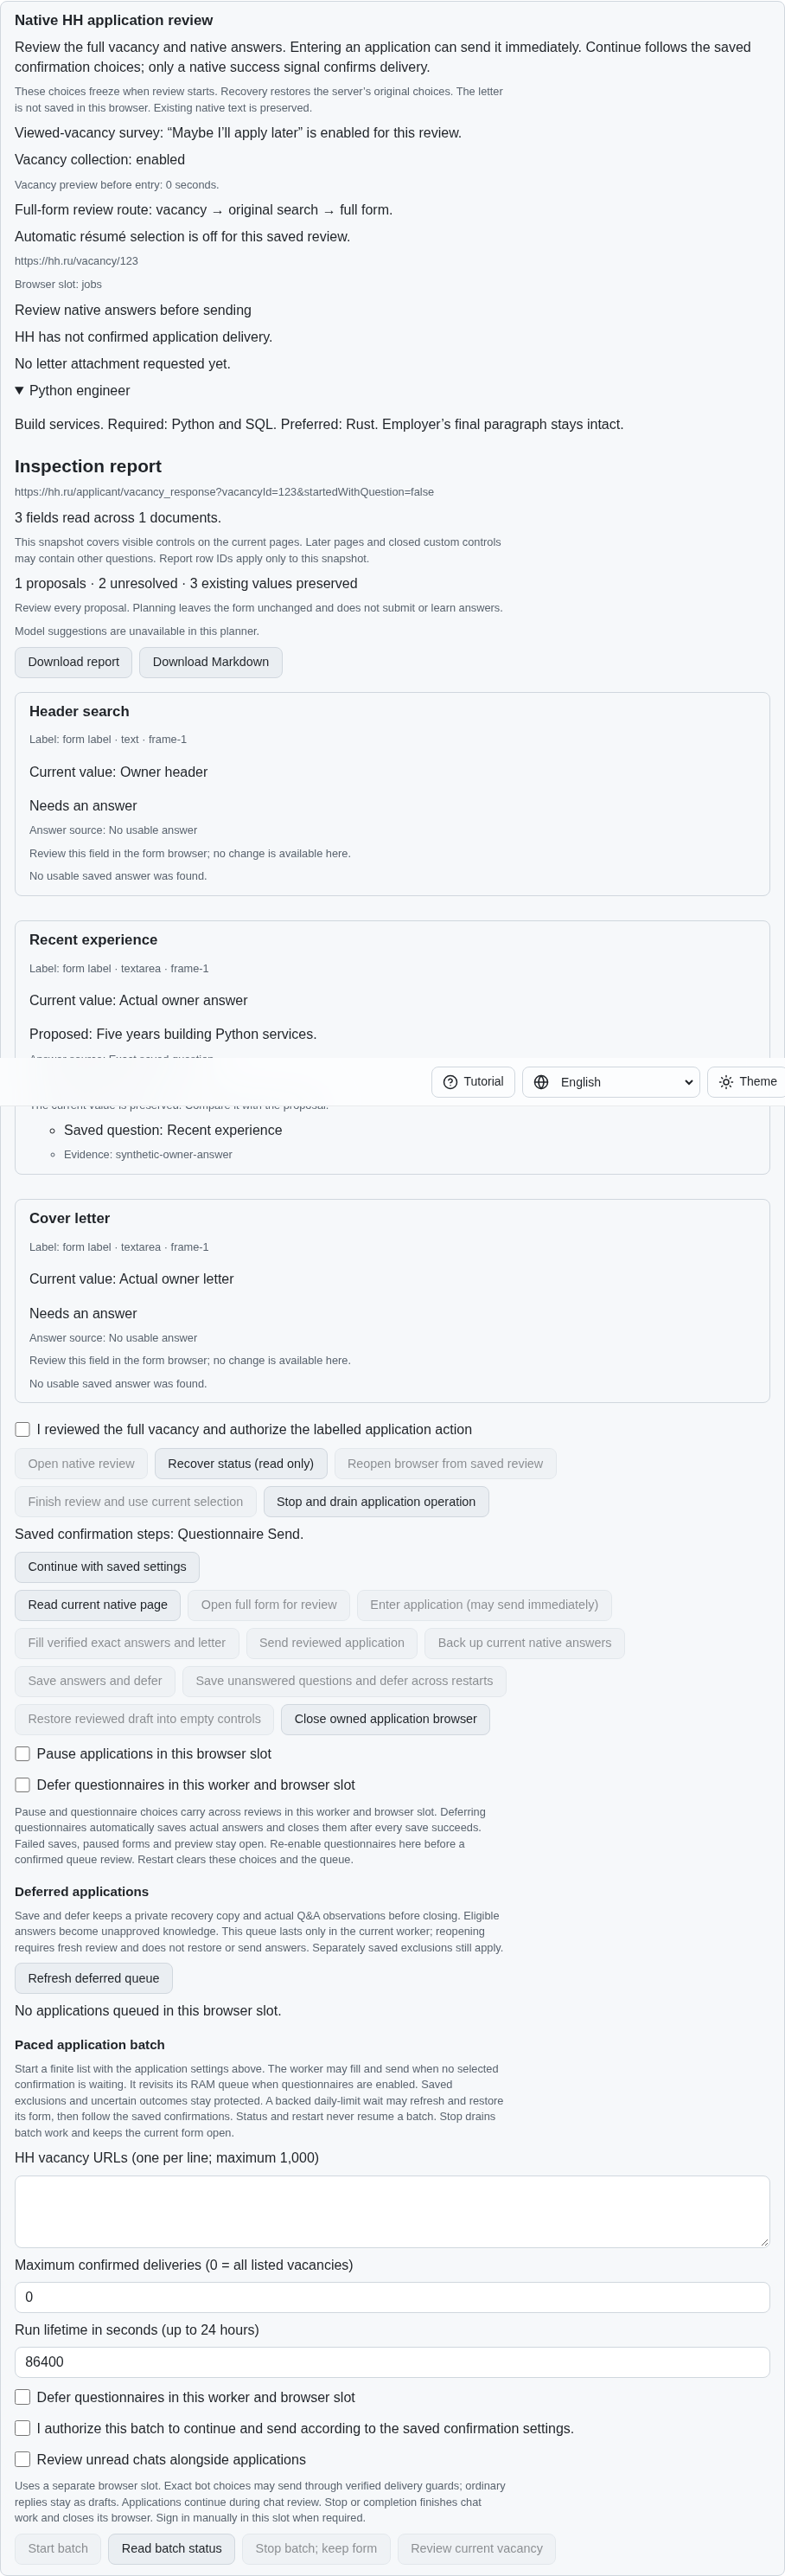 Native HH application review
Review the full vacancy and native answers. Entering an application can send it immediately. Continue follows the saved
confirmation choices; only a native success signal confirms delivery.
These choices freeze when review starts. Recovery restores the server’s original choices. The letter
is not saved in this browser. Existing native text is preserved.
Viewed-vacancy survey: “Maybe I’ll apply later” is enabled for this review.
Vacancy collection: enabled
Vacancy preview before entry: 0 seconds.
Full-form review route: vacancy → original search → full form.
Automatic résumé selection is off for this saved review.
https://hh.ru/vacancy/123
Browser slot: jobs
Review native answers before sending
HH has not confirmed application delivery.
No letter attachment requested yet.
▼ Python engineer
Build services. Required: Python and SQL. Preferred: Rust. Employer’s final paragraph stays intact.
Inspection report
https://hh.ru/applicant/vacancy_response?vacancyId=123&startedWithQuestion=false
3 fields read across 1 documents.
This snapshot covers visible controls on the current pages. Later pages and closed custom controls
may contain other questions. Report row IDs apply only to this snapshot.
1 proposals · 2 unresolved · 3 existing values preserved
Review every proposal. Planning leaves the form unchanged and does not submit or learn answers.
Model suggestions are unavailable in this planner.
Download report Download Markdown
Header search
Label: form label · text · frame-1
Current value: Owner header
Needs an answer
Answer source: No usable answer
Review this field in the form browser; no change is available here.
No usable saved answer was found.
Recent experience
Label: form label · textarea · frame-1
Current value: Actual owner answer
Proposed: Five years building Python services.
Tutorial English Theme
The current value is preserved. Compare it with the proposal.
Saved question: Recent experience
Evidence: synthetic-owner-answer
Cover letter
Label: form label · textarea · frame-1
Current value: Actual owner letter
Needs an answer
Answer source: No usable answer
Review this field in the form browser; no change is available here.
No usable saved answer was found.
I reviewed the full vacancy and authorize the labelled application action
Open native review Recover status (read only) Reopen browser from saved review
Finish review and use current selection Stop and drain application operation
Saved confirmation steps: Questionnaire Send.
Continue with saved settings
Read current native page Open full form for review Enter application (may send immediately)
Fill verified exact answers and letter Send reviewed application Back up current native answers
Save answers and defer Save unanswered questions and defer across restarts
Restore reviewed draft into empty controls Close owned application browser
Pause applications in this browser slot
Defer questionnaires in this worker and browser slot
Pause and questionnaire choices carry across reviews in this worker and browser slot. Deferring
questionnaires automatically saves actual answers and closes them after every save succeeds.
Failed saves, paused forms and preview stay open. Re-enable questionnaires here before a
confirmed queue review. Restart clears these choices and the queue.
Deferred applications
Save and defer keeps a private recovery copy and actual Q&A observations before closing. Eligible
answers become unapproved knowledge. This queue lasts only in the current worker; reopening
requires fresh review and does not restore or send answers. Separately saved exclusions still apply.
Refresh deferred queue
No applications queued in this browser slot.
Paced application batch
Start a finite list with the application settings above. The worker may fill and send when no selected
confirmation is waiting. It revisits its RAM queue when questionnaires are enabled. Saved
exclusions and uncertain outcomes stay protected. A backed daily-limit wait may refresh and restore
its form, then follow the saved confirmations. Status and restart never resume a batch. Stop drains
batch work and keeps the current form open.
HH vacancy URLs (one per line; maximum 1,000)
Maximum confirmed deliveries (0 = all listed vacancies)
0
Run lifetime in seconds (up to 24 hours)
86400
Defer questionnaires in this worker and browser slot
I authorize this batch to continue and send according to the saved confirmation settings.
Review unread chats alongside applications
Uses a separate browser slot. Exact bot choices may send through verified delivery guards; ordinary
replies stay as drafts. Applications continue during chat review. Stop or completion finishes chat
work and closes its browser. Sign in manually in this slot when required.
Start batch Read batch status Stop batch; keep form Review current vacancy